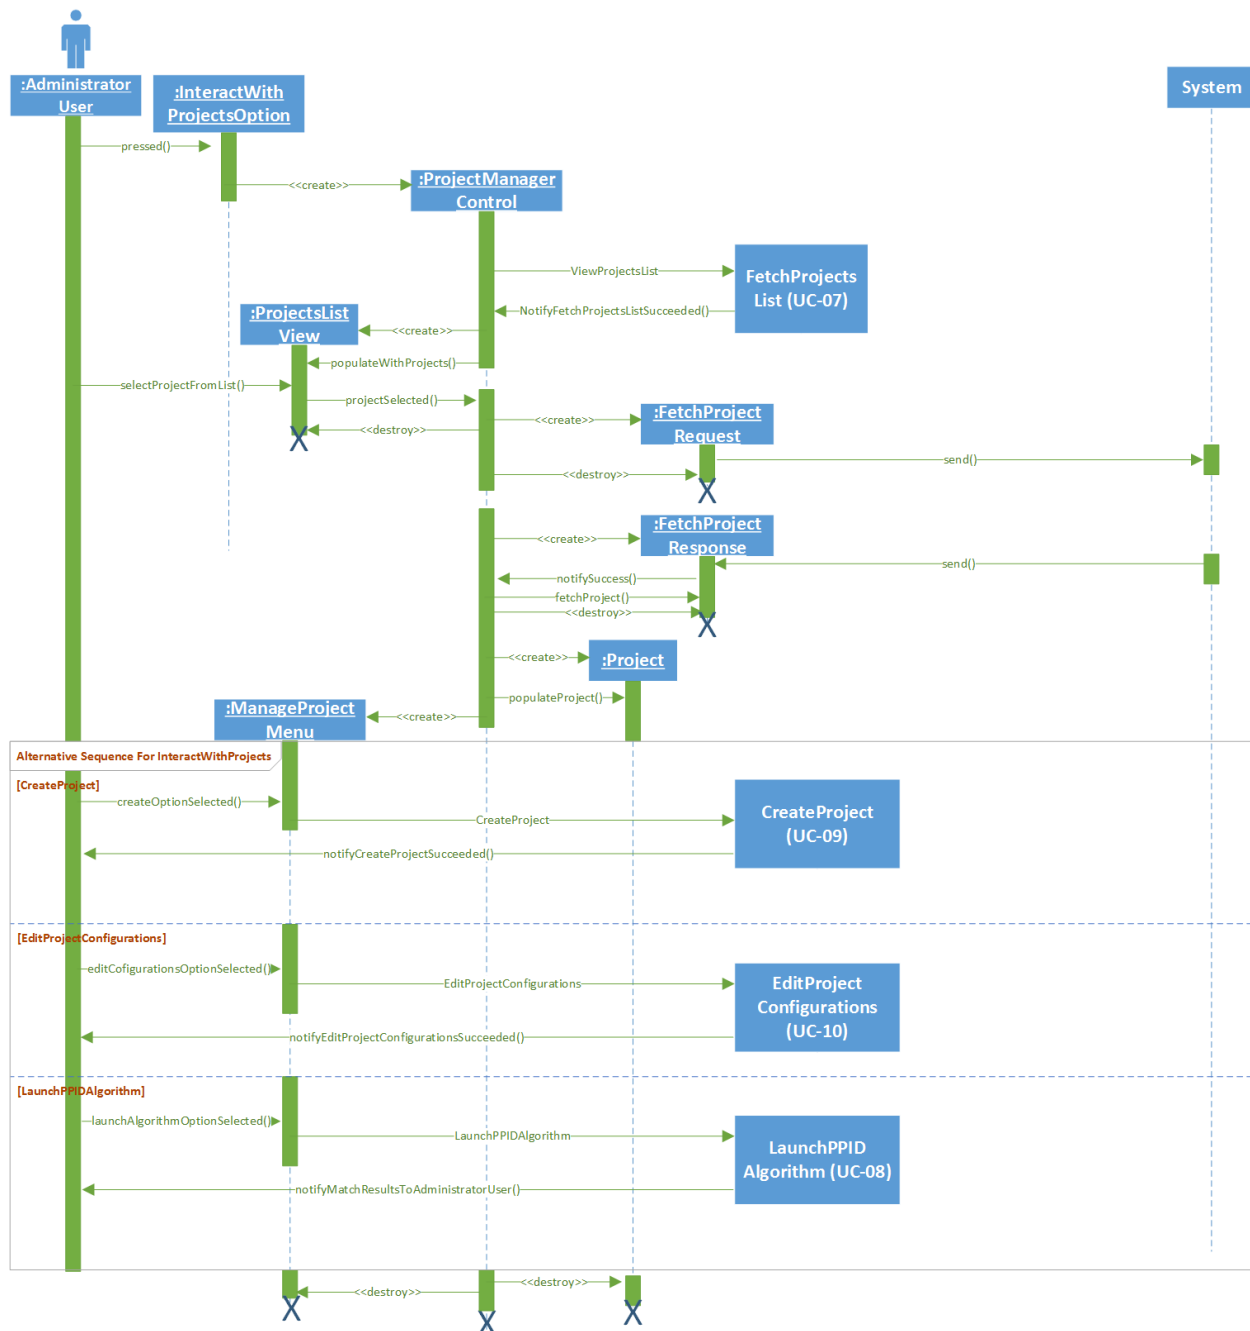 :Administrator
User
:InteractWith
ProjectsOption
System
pressed()
<<create>>
:ProjectManager
Control
ViewProjectsList
FetchProjects
List (UC-07)
NotifyFetchProjectsListSucceeded()
:ProjectsList
View
<<create>>
populateWithProjects()
selectProjectFromList()
projectSelected()
<<create>>
:FetchProject
Request
<<destroy>>
send()
<<destroy>>
:FetchProject
Response
<<create>>
send()
notifySuccess()
fetchProject()
<<destroy>>
<<create>>
:Project
populateProject()
:ManageProject
Menu
<<create>>
Alternative Sequence For InteractWithProjects
[CreateProject]
createOptionSelected()
CreateProject
CreateProject
(UC-09)
notifyCreateProjectSucceeded()
[EditProjectConfigurations]
editCofigurationsOptionSelected()
EditProjectConfigurations
EditProject
Configurations
(UC-10)
notifyEditProjectConfigurationsSucceeded()
[LaunchPPIDAlgorithm]
launchAlgorithmOptionSelected()
LaunchPPIDAlgorithm
LaunchPPID
Algorithm (UC-08)
notifyMatchResultsToAdministratorUser()
<<destroy>>
<<destroy>>